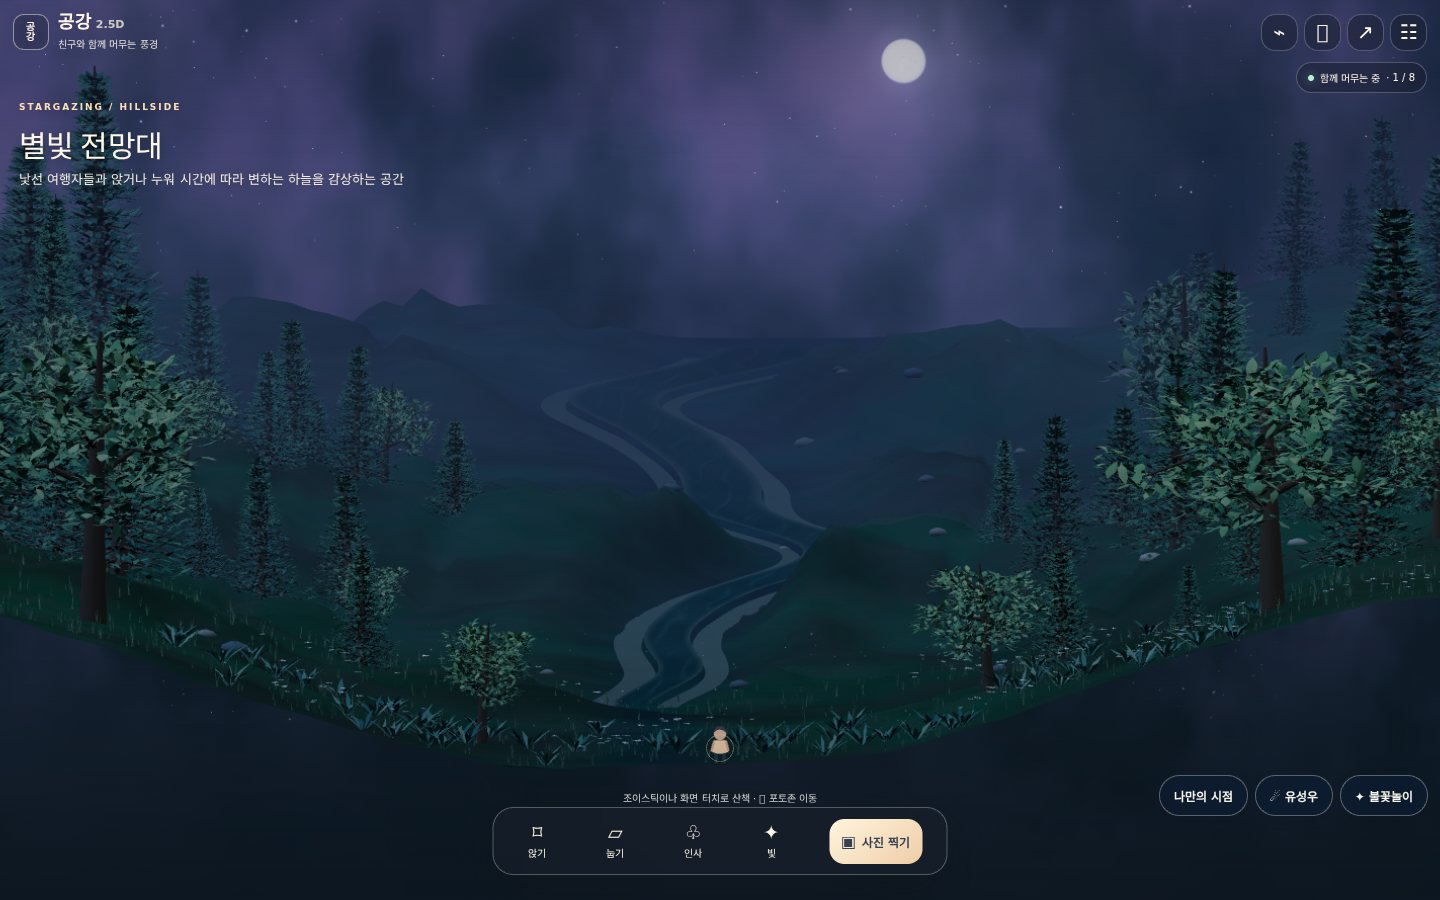 공강
공강 2.5D
친구와 함께 머무는 풍경
함께 머무는 중 · 1 / 8
STARGAZING / HILLSIDE
별빛 전망대
낯선 여행자들과 앉거나 누워 시간에 따라 변하는 하늘을 감상하는 공간
나만의 시점
☄ 유성우
✦ 불꽃놀이
조이스틱이나 화면 터치로 산책 · 포토존 이동
앉기
눕기
인사
빛
사진 찍기